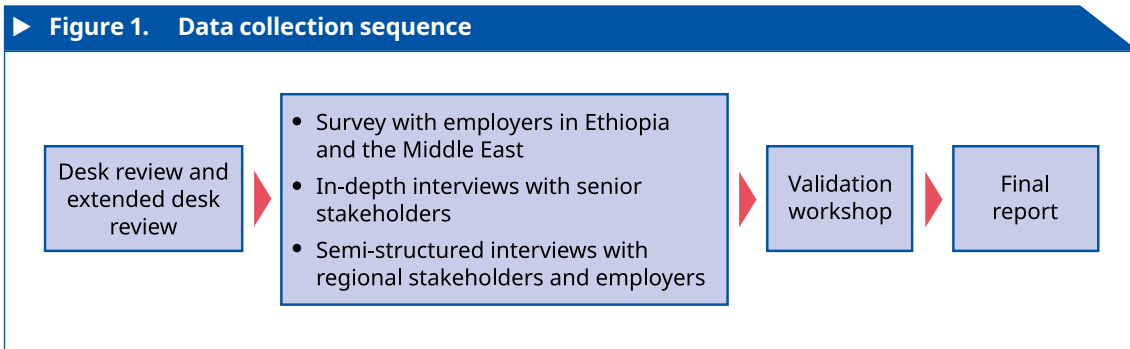 Figure 1. Data collection sequence
Desk review and
extended desk
review
• Survey with employers in Ethiopia
and the Middle East
• In-depth interviews with senior
stakeholders
• Semi-structured interviews with
regional stakeholders and employers
Validation
workshop
Final
report